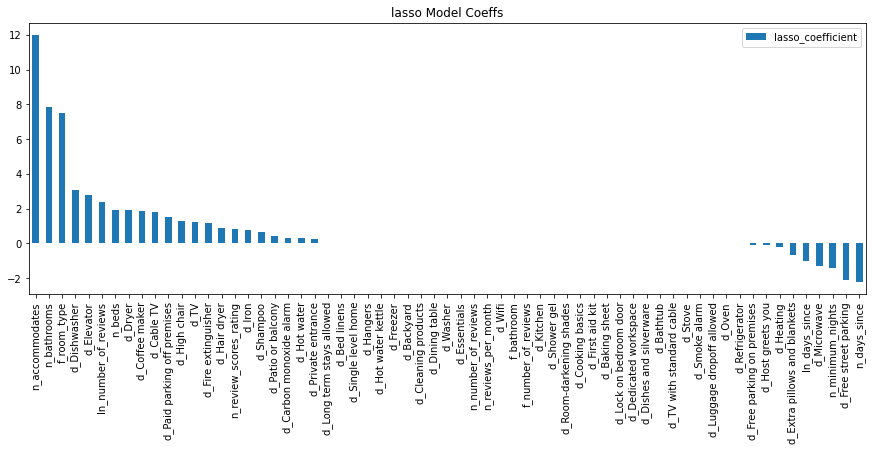 lasso Model Coeffs
lasso_coefficient
12
10
8
6
4
2
0
−2
n_accommodates
n_bathrooms
f_room_type
d_Dishwasher
d_Elevator
ln_number_of_reviews
n_beds
d_Dryer
d_Coffee maker
d_Cable TV
d_Paid parking off premises
d_High chair
d_TV
d_Fire extinguisher
d_Hair dryer
n_review_scores_rating
d_Iron
d_Shampoo
d_Patio or balcony
d_Carbon monoxide alarm
d_Hot water
d_Private entrance
d_Long term stays allowed
d_Bed linens
d_Single level home
d_Hangers
d_Hot water kettle
d_Freezer
d_Backyard
d_Cleaning products
d_Dining table
d_Washer
d_Essentials
n_number_of_reviews
n_reviews_per_month
d_Wifi
f_bathroom
f_number_of_reviews
d_Kitchen
d_Shower gel
d_Room-darkening shades
d_Cooking basics
d_First aid kit
d_Baking sheet
d_Lock on bedroom door
d_Dedicated workspace
d_Dishes and silverware
d_Bathtub
d_TV with standard cable
d_Stove
d_Smoke alarm
d_Luggage dropoff allowed
d_Oven
d_Refrigerator
d_Free parking on premises
d_Host greets you
d_Heating
d_Extra pillows and blankets
ln_days_since
d_Microwave
n_minimum_nights
d_Free street parking
n_days_since